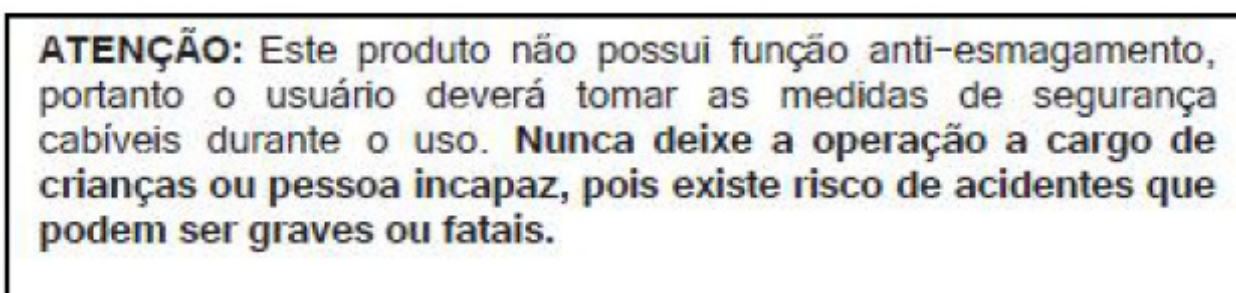 ATENÇÃO: Este produto não possui função anti-esmagamento,
portanto o usuário deverá tomar as medidas de segurança
cabíveis durante o uso. Nunca deixe a operação a cargo de
crianças ou pessoa incapaz, pois existe risco de acidentes que
podem ser graves ou fatais.